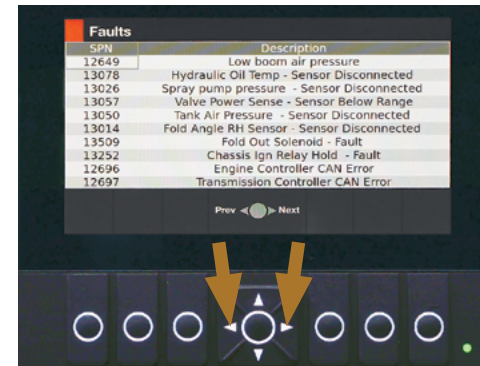 Faults
SPN Description
12649 Low boom air pressure
13078 Hydraulic Oil Temp - Sensor Disconnected
13026 Spray pump pressure - Sensor Disconnected
13057 Valve Power Sense - Sensor Below Range
13050 Tank Air Pressure - Sensor Disconnected
13014 Fold Angle RH Sensor - Sensor Disconnected
13509 Fold Out Solenoid - Fault
13252 Chassis Ign Relay Hold - Fault
12696 Engine Controller CAN Error
12697 Transmission Controller CAN Error
Prev Next